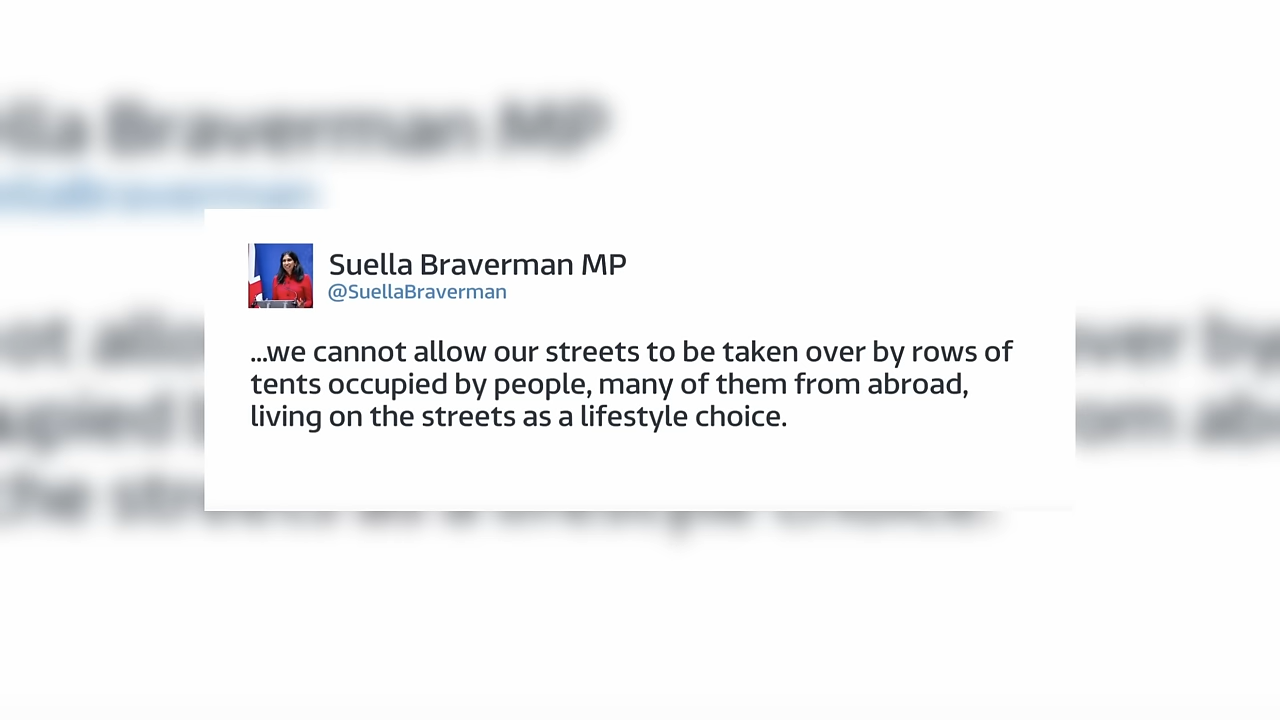 Suella Braverman MP
@SuellaBraverman
...we cannot allow our streets to be taken over by rows of
tents occupied by people, many of them from abroad,
living on the streets as a lifestyle choice.